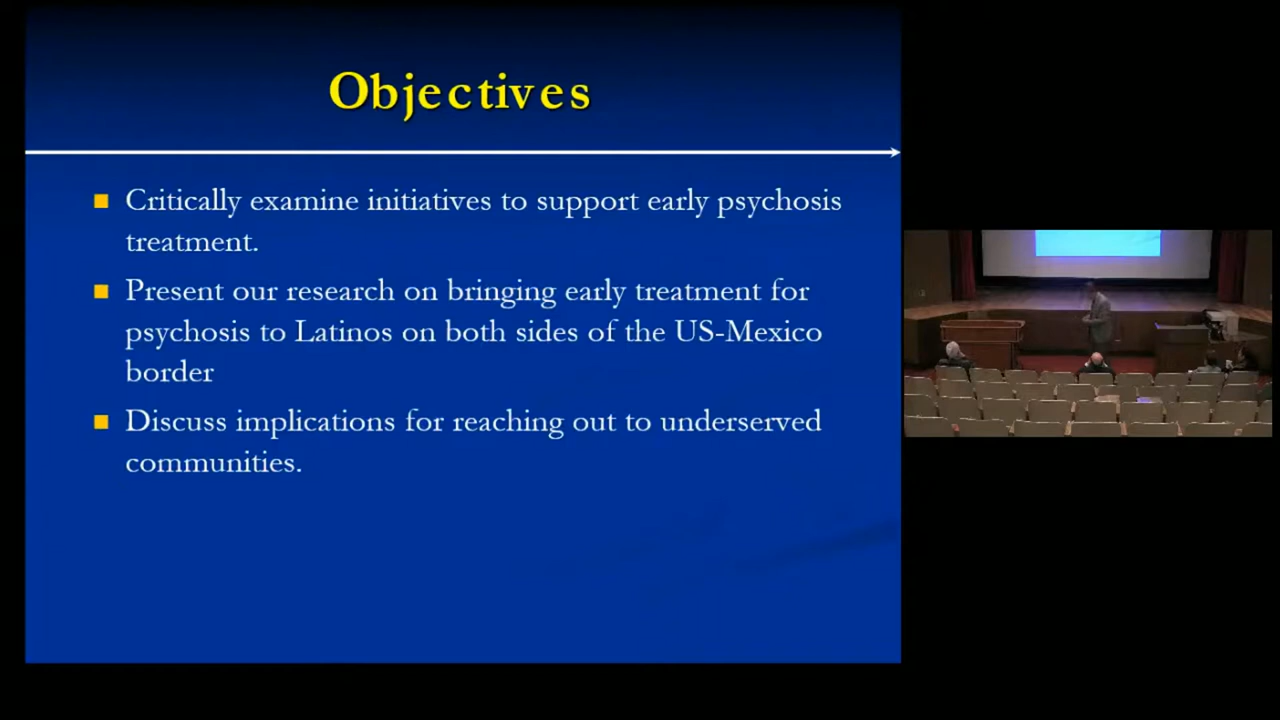 Objectives
Critically examine initiatives to support early psychosis
treatment.
Present our research on bringing early treatment for
psychosis to Latinos on both sides of the US-Mexico
border
Discuss implications for reaching out to underserved
communities.